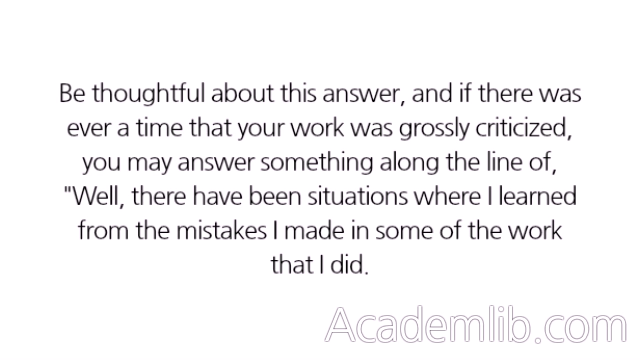 Be thoughtful about this answer, and if there was
ever a time that your work was grossly criticized,
you may answer something along the line of,
"Well, there have been situations where I learned
from the mistakes I made in some of the work
that I did.
Academlib.com